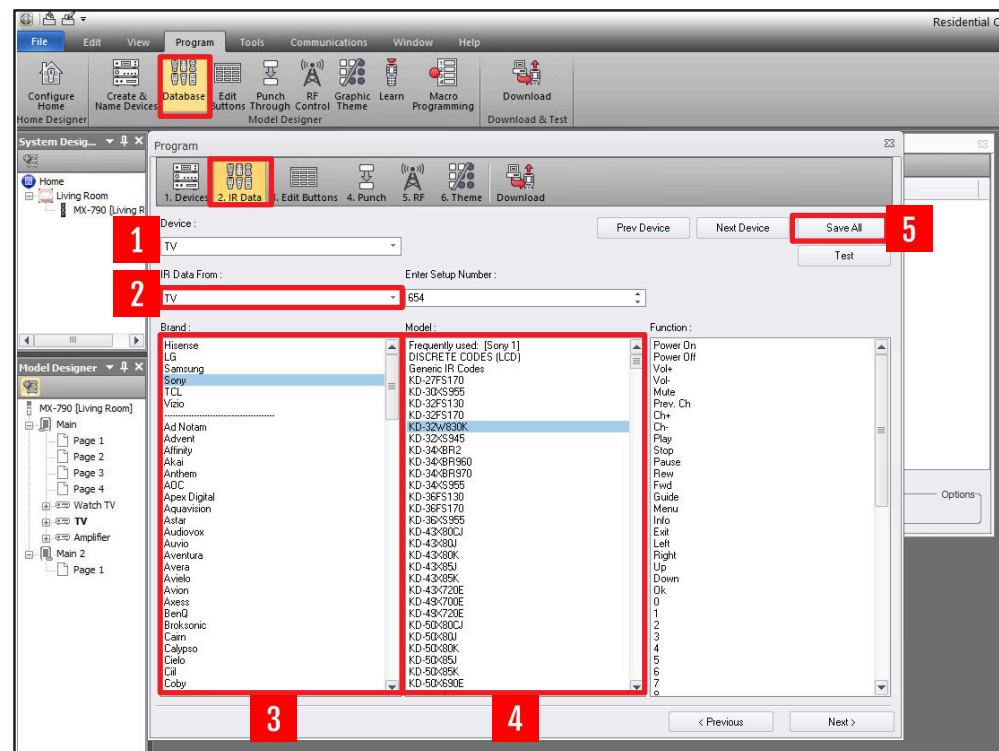 Residential C
File Edit View Program Tools Communications Window Help
Configure Home
Create & Name Devices
Database
Edit Buttons
Punch Through
RF Control
Graphic Theme
Learn
Macro Programming
Download
Home Designer
Model Designer
Download & Test
System Desig...
Home
Living Room
MX-790 [Living R
Model Designer
MX-790 [Living Room]
Main
Page 1
Page 2
Page 3
Page 4
Watch TV
TV
Amplifier
Main 2
Page 1
Program
1. Devices 2. IR Data 3. Edit Buttons 4. Punch 5. RF 6. Theme Download
Device :
Prev Device Next Device Save All
5
1
TV
Test
IR Data From :
Enter Setup Number :
2
TV
654
Brand :
Hisense
LG
Samsung
Sony
TCL
Vizio
Ad Notam
Advent
Affinity
Akai
Anthem
AOC
Apex Digital
Aquavision
Astar
Audiovox
Auvio
Aventura
Avera
Avielo
Avion
Axess
BenQ
Broksonic
Cairn
Calypso
Cielo
Ciil
Coby
3
Model :
Frequently used: [Sony 1]
DISCRETE CODES (LCD)
Generic IR Codes
KD-27FS170
KD-30XS955
KD-32FS130
KD-32FS170
KD-32W830K
KD-32XS945
KD-34XBR2
KD-34XBR960
KD-34XBR970
KD-34XS955
KD-36FS130
KD-36FS170
KD-36XS955
KD-43X80CJ
KD-43X80J
KD-43X80K
KD-43X85J
KD-43X85K
KD-43X720E
KD-49X700E
KD-49X720E
KD-50X80CJ
KD-50X80J
KD-50X80K
KD-50X85J
KD-50X85K
KD-50X690E
4
Function :
Power On
Power Off
Vol+
Vol-
Mute
Prev. Ch
Ch+
Ch-
Play
Stop
Pause
Rew
Fwd
Guide
Menu
Info
Exit
Left
Right
Up
Down
Ok
0
1
2
3
4
5
6
7
Options
< Previous Next >